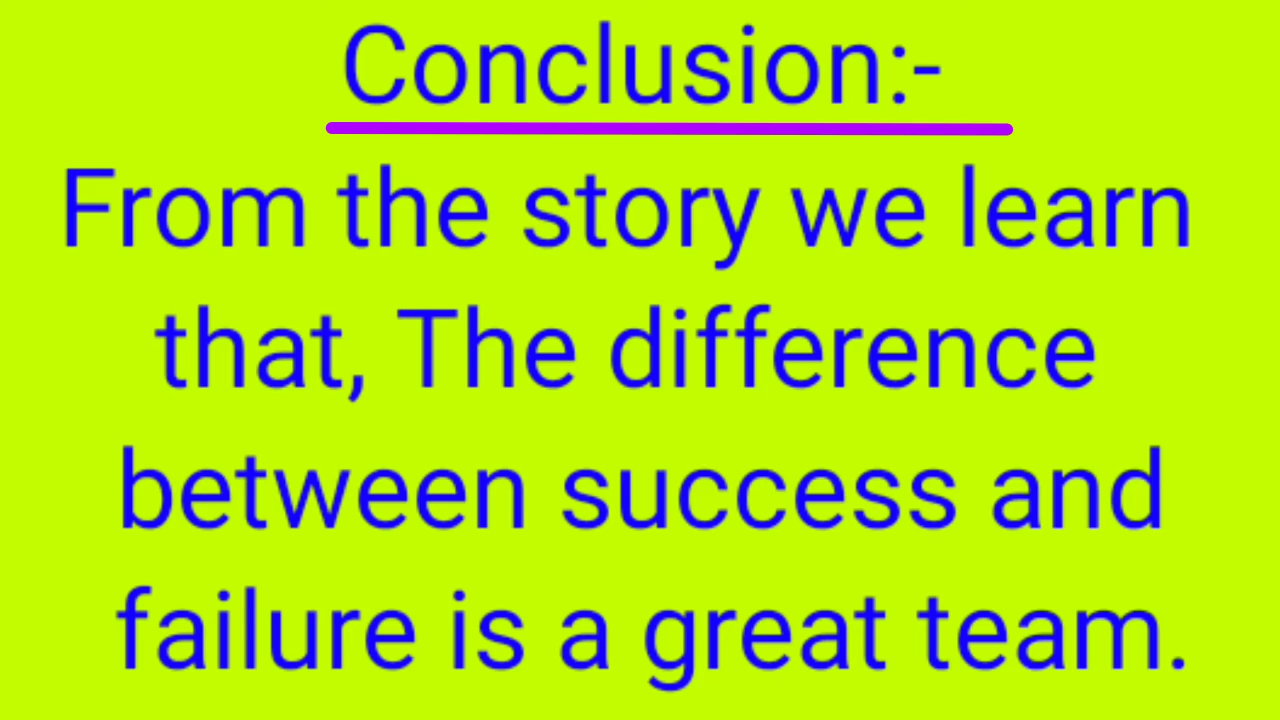 Conclusion:-
From the story we learn
that, The difference
between success and
failure is a great team.